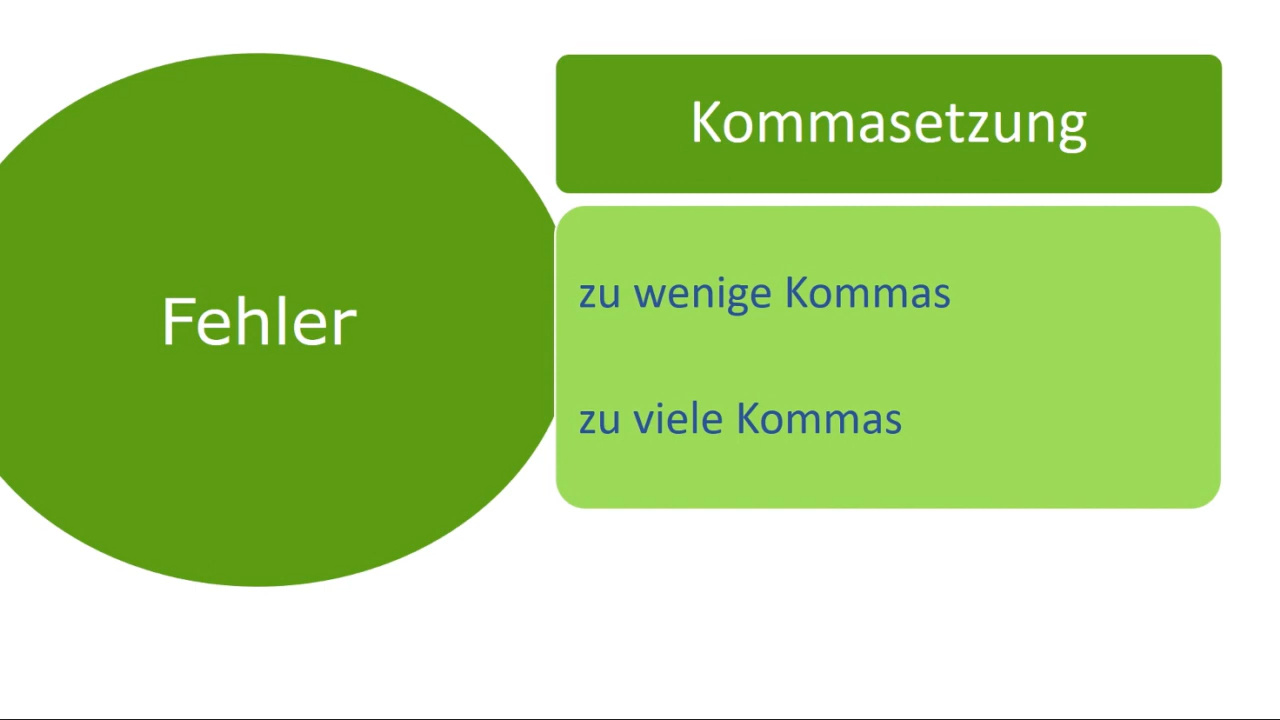 Fehler
Kommasetzung
zu wenige Kommas
zu viele Kommas